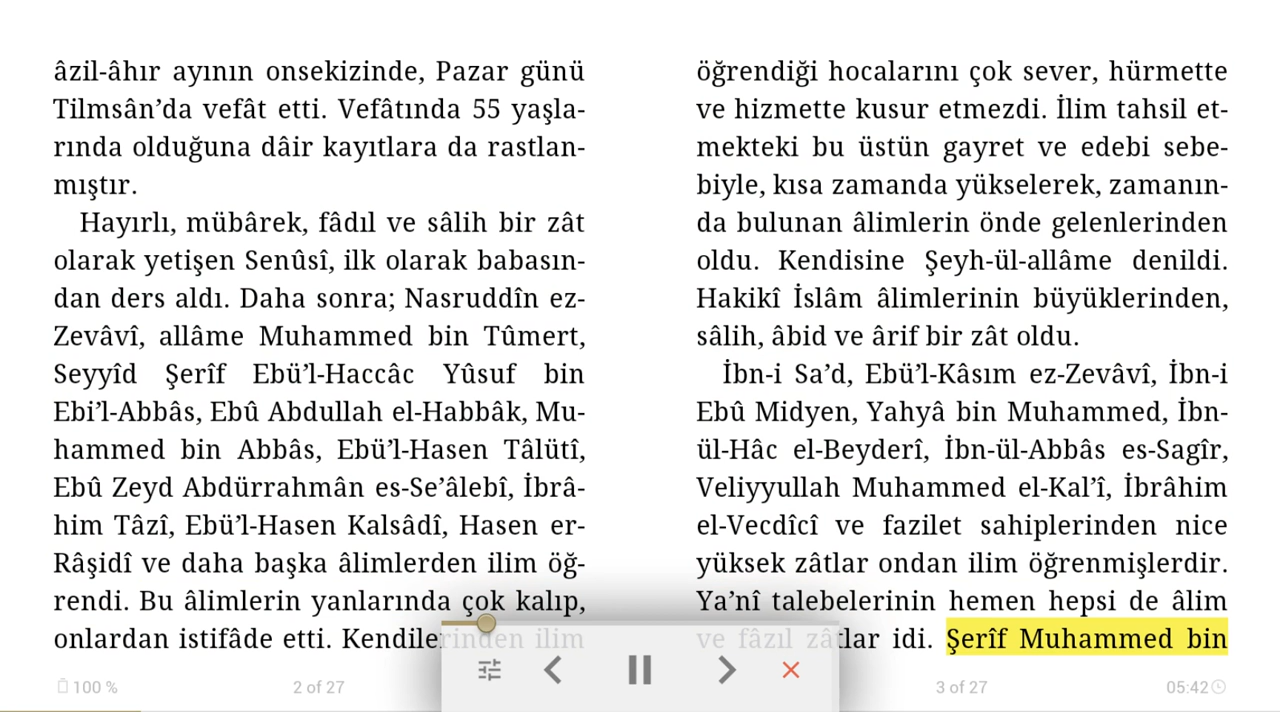 âzil-âhır ayının onsekizinde, Pazar günü
Tilmsân’da vefât etti. Vefâtında 55 yaşla-
rında olduğuna dâir kayıtlara da rastlan-
mıştır.
Hayırlı, mübârek, fâdıl ve sâlih bir zât
olarak yetişen Senûsî, ilk olarak babasın-
dan ders aldı. Daha sonra; Nasruddîn ez-
Zevâvî, allâme Muhammed bin Tûmert,
Seyyîd Şerîf Ebü’l-Haccâc Yûsuf bin
Ebi’l-Abbâs, Ebû Abdullah el-Habbâk, Mu-
hammed bin Abbâs, Ebü’l-Hasen Tâlütî,
Ebû Zeyd Abdürrahmân es-Se’âlebî, İbrâ-
him Tâzî, Ebü’l-Hasen Kalsâdî, Hasen er-
Râşidî ve daha başka âlimlerden ilim öğ-
rendi. Bu âlimlerin yanlarında çok kalıp,
onlardan istifâde etti. Kendilerinden ilim
100 %
2 of 27
öğrendiği hocalarını çok sever, hürmette
ve hizmette kusur etmezdi. İlim tahsil et-
mekteki bu üstün gayret ve edebi sebe-
biyle, kısa zamanda yükselerek, zamanın-
da bulunan âlimlerin önde gelenlerinden
oldu. Kendisine Şeyh-ül-allâme denildi.
Hakikî İslâm âlimlerinin büyüklerinden,
sâlih, âbid ve ârif bir zât oldu.
İbn-i Sa’d, Ebü’l-Kâsım ez-Zevâvî, İbn-i
Ebû Midyen, Yahyâ bin Muhammed, İbn-
ül-Hâc el-Beyderî, İbn-ül-Abbâs es-Sagîr,
Veliyyullah Muhammed el-Kal’î, İbrâhim
el-Vecdîcî ve fazilet sahiplerinden nice
yüksek zâtlar ondan ilim öğrenmişlerdir.
Ya’nî talebelerinin hemen hepsi de âlim
ve fâzıl zâtlar idi. Şerîf Muhammed bin
3 of 27
05:42